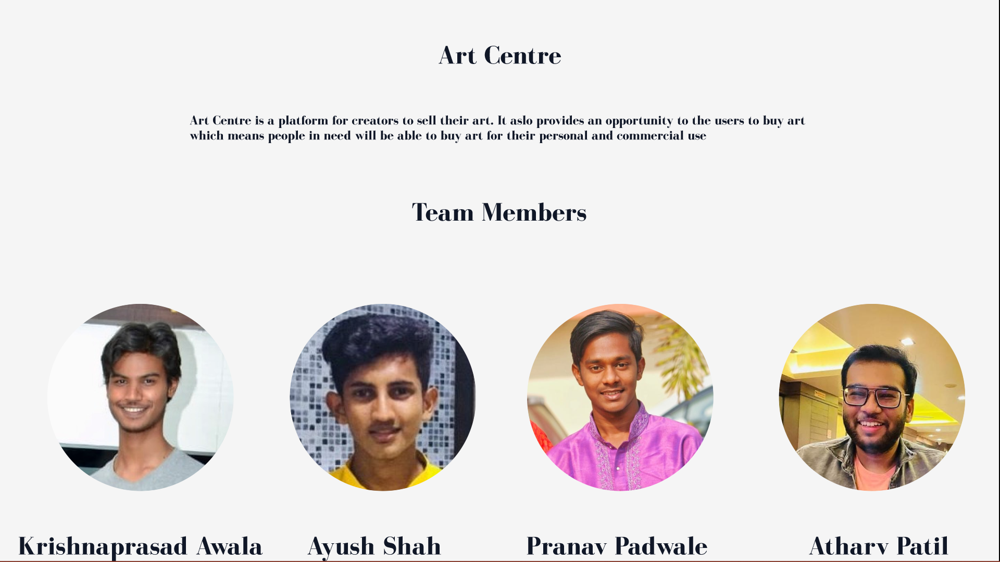 Art Centre
Art Centre is a platform for creators to sell their art. It aslo provides an opportunity to the users to buy art
which means people in need will be able to buy art for their personal and commercial use
Team Members
Krishnaprasad Awala Ayush Shah Pranav Padwale Atharv Patil